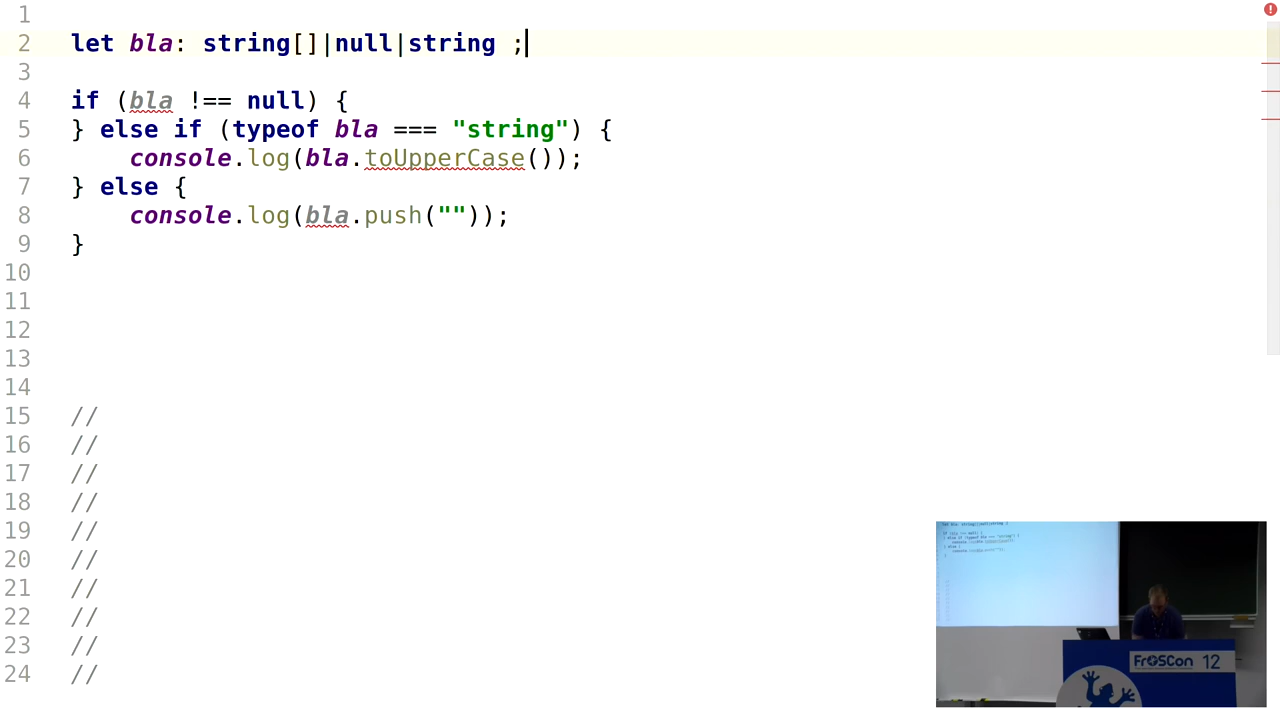 1
2 let bla: string[]|null|string ;
3
4 if (bla !== null) {
5 } else if (typeof bla === "string") {
6 console.log(bla.toUpperCase());
7 } else {
8 console.log(bla.push(""));
9 }
10
11
12
13
14
15 //
16 //
17 //
18 //
19 //
20 //
21 //
22 //
23 //
24 //
FrOSCon 12